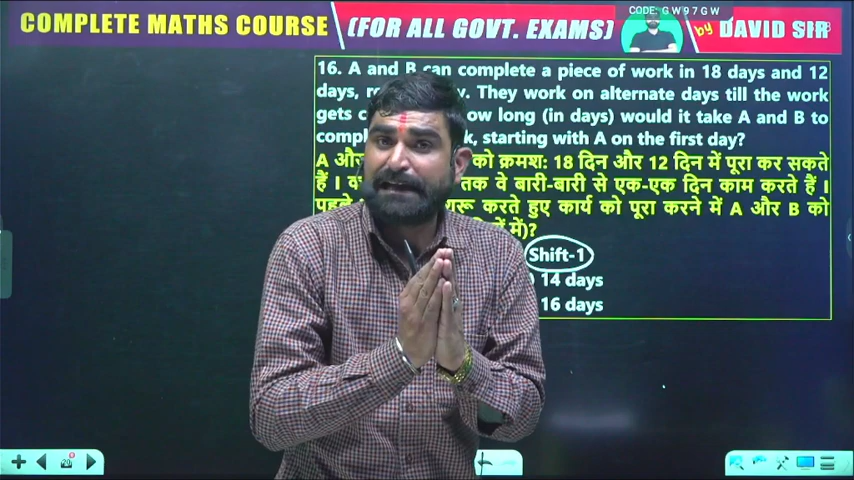 COMPLETE MATHS COURSE (FOR ALL GOVT. EXAMS) by DAVID SIR
CODE: GW97GW
16. A and B can complete a piece of work in 18 days and 12
days, They work on alternate days till the work
gets long (in days) would it take A and B to
starting with A on the first day?
A और को क्रमश: 18 दिन और 12 दिन में पूरा कर सकते
हैं । तक वे बारी-बारी से एक-एक दिन काम करते हैं ।
पहले करते हुए कार्य को पूरा करने में A और B को
में)?
Shift-1
14 days
16 days